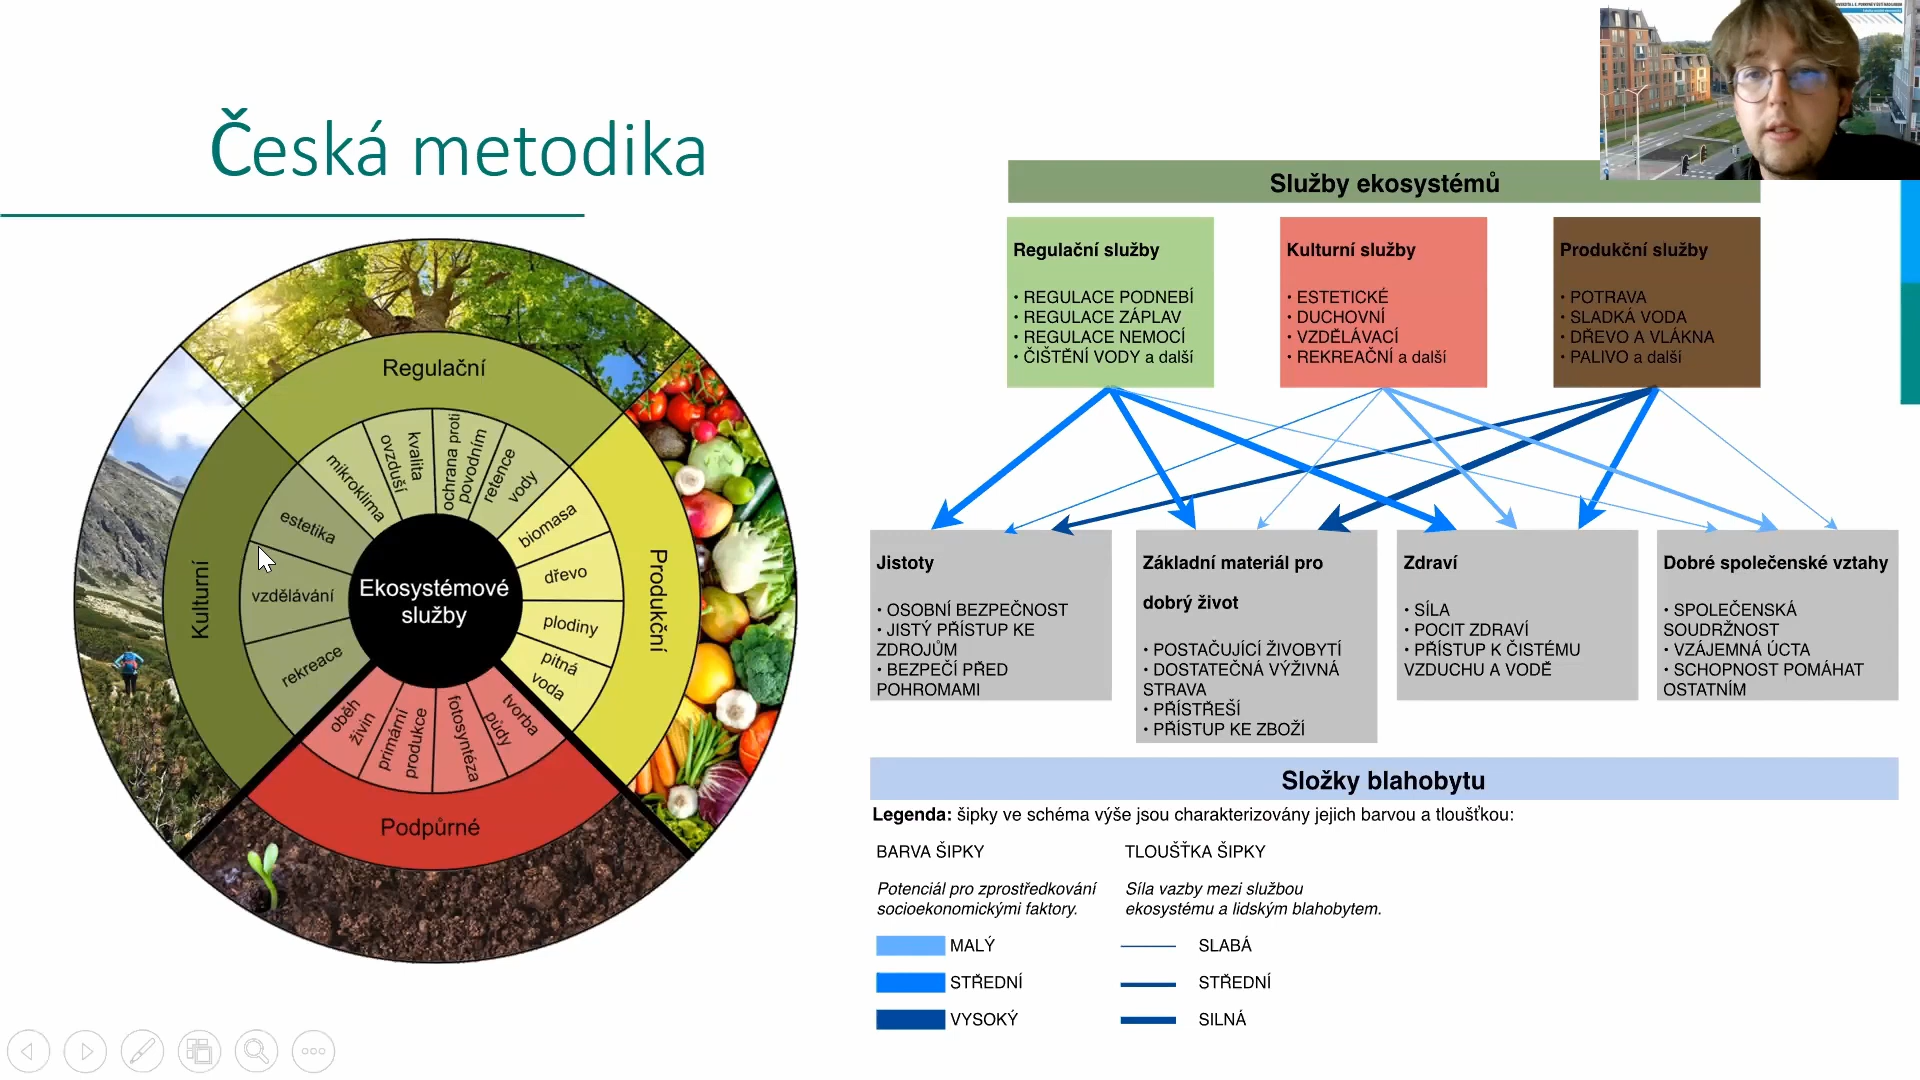 Česká metodika
Regulační
mikroklima
kvalita
ovzduší
ochrana proti
povodním
retence
vody
Produkční
biomasa
dřevo
plodiny
pitná
voda
Podpůrné
tvorba
půdy
fotosyntéza
primární
produkce
oběh
živin
Kulturní
rekreace
vzdělávání
estetika
Ekosystémové
služby
Služby ekosystémů
Regulační služby
• REGULACE PODNEBÍ
• REGULACE ZÁPLAV
• REGULACE NEMOCÍ
• ČIŠTĚNÍ VODY a další
Kulturní služby
• ESTETICKÉ
• DUCHOVNÍ
• VZDĚLÁVACÍ
• REKREAČNÍ a další
Produkční služby
• POTRAVA
• SLADKÁ VODA
• DŘEVO A VLÁKNA
• PALIVO a další
Jistoty
• OSOBNÍ BEZPEČNOST
• JISTÝ PŘÍSTUP KE
ZDROJŮM
• BEZPEČÍ PŘED
POHROMAMI
Základní materiál pro
dobrý život
• POSTAČUJÍCÍ ŽIVOBYTÍ
• DOSTATEČNÁ VÝŽIVNÁ
STRAVA
• PŘÍSTŘEŠÍ
• PŘÍSTUP KE ZBOŽÍ
Zdraví
• SÍLA
• POCIT ZDRAVÍ
• PŘÍSTUP K ČISTÉMU
VZDUCHU A VODĚ
Dobré společenské vztahy
• SPOLEČENSKÁ
SOUDRŽNOST
• VZÁJEMNÁ ÚCTA
• SCHOPNOST POMÁHAT
OSTATNÍM
Složky blahobytu
Legenda: šipky ve schéma výše jsou charakterizovány jejich barvou a tloušťkou:
BARVA ŠIPKY
Potenciál pro zprostředkování
socioekonomickými faktory.
MALÝ
STŘEDNÍ
VYSOKÝ
TLOUŠŤKA ŠIPKY
Síla vazby mezi službou
ekosystému a lidským blahobytem.
SLABÁ
STŘEDNÍ
SILNÁ